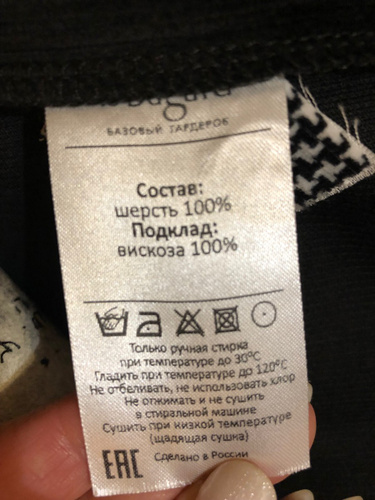 БАЗОВЫЙ ГАРДЕРОБ
Состав:
шерсть 100%
Подклад:
вискоза 100%
Только ручная стирка
при температуре до 30°С
Гладить при температуре до 120°С
Не отбеливать, не использовать хлор
Не отжимать и не сушить
в стиральной машине
Сушить при низкой температуре
(щадящая сушка)
EAC Сделано в России